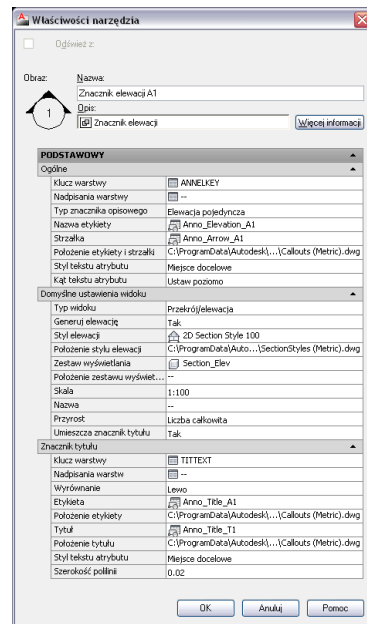 Właściwości narzędzia
Odśwież z:
Obraz:
Nazwa:
Znacznik elewacji A1
1
Opis:
Znacznik elewacji
Więcej informacji
PODSTAWOWY
Ogólne
Klucz warstwy ANNELKEY
Nadpisania warstwy --
Typ znacznika opisowego Elewacja pojedyncza
Nazwa etykiety Anno_Elevation_A1
Strzałka Anno_Arrow_A1
Położenie etykiety i strzałki C:\ProgramData\Autodesk\...\Callouts (Metric).dwg
Styl tekstu atrybutu Miejsce docelowe
Kąt tekstu atrybutu Ustaw poziomo
Domyślne ustawienia widoku
Typ widoku Przekrój/elewacja
Generuj elewację Tak
Styl elewacji 2D Section Style 100
Położenie stylu elewacji C:\ProgramData\Auto...\SectionStyles (Metric).dwg
Zestaw wyświetlania Section_Elev
Położenie zestawu wyświet... --
Skala 1:100
Nazwa --
Przyrost Liczba całkowita
Umieszcza znacznik tytułu Tak
Znacznik tytułu
Klucz warstwy TITTEXT
Nadpisania warstw --
Wyrównanie Lewo
Etykieta Anno_Title_A1
Położenie etykiety C:\ProgramData\Autodesk\...\Callouts (Metric).dwg
Tytuł Anno_Title_T1
Położenie tytułu C:\ProgramData\Autodesk\...\Callouts (Metric).dwg
Styl tekstu atrybutu Miejsce docelowe
Szerokość polilinii 0.02
OK Anuluj Pomoc